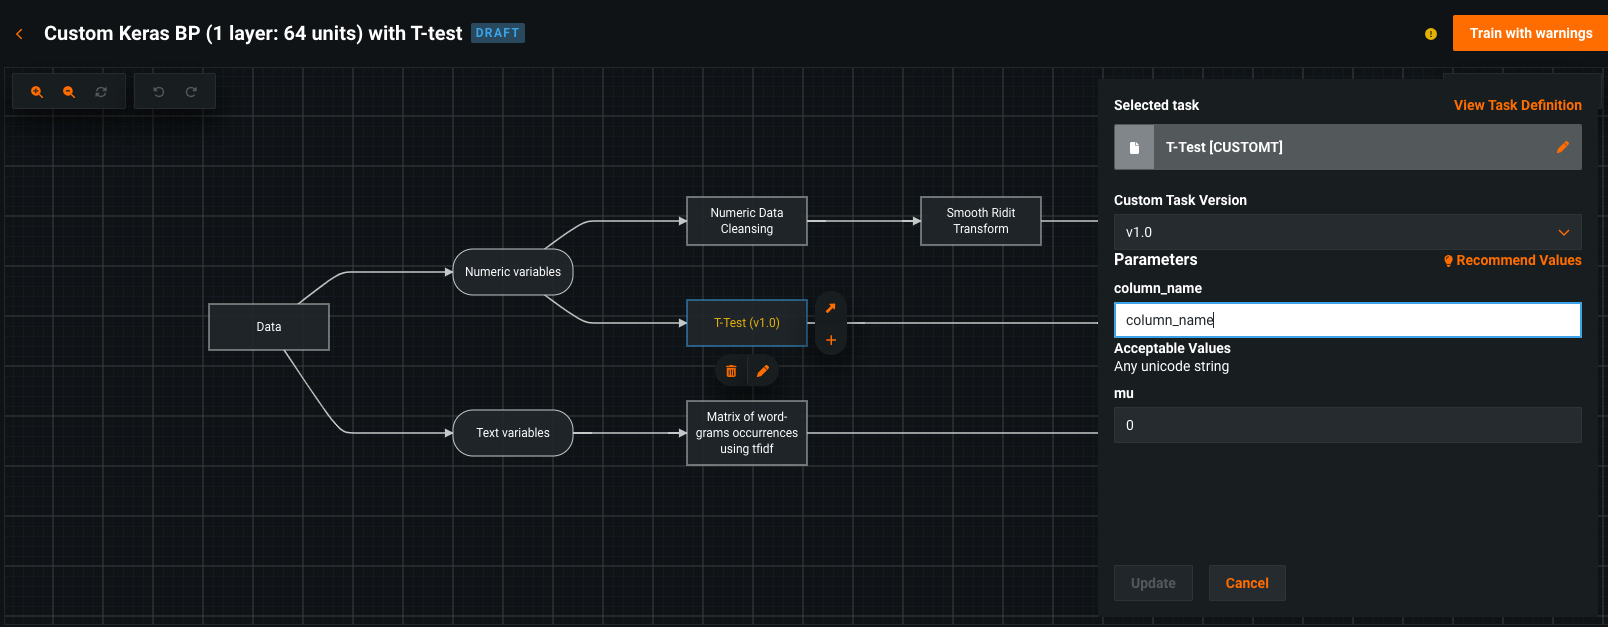 Custom Keras BP (1 layer: 64 units) with T-test
DRAFT
Train with warnings
Selected task
View Task Definition
T-Test [CUSTOMT]
Custom Task Version
v1.0
Parameters
Recommend Values
column_name
column_name
Acceptable Values
Any unicode string
mu
0
Update
Cancel
Data
Numeric variables
Text variables
Numeric Data
Cleansing
Smooth Ridit
Transform
T-Test (v1.0)
Matrix of word-
grams occurrences
using tfidf